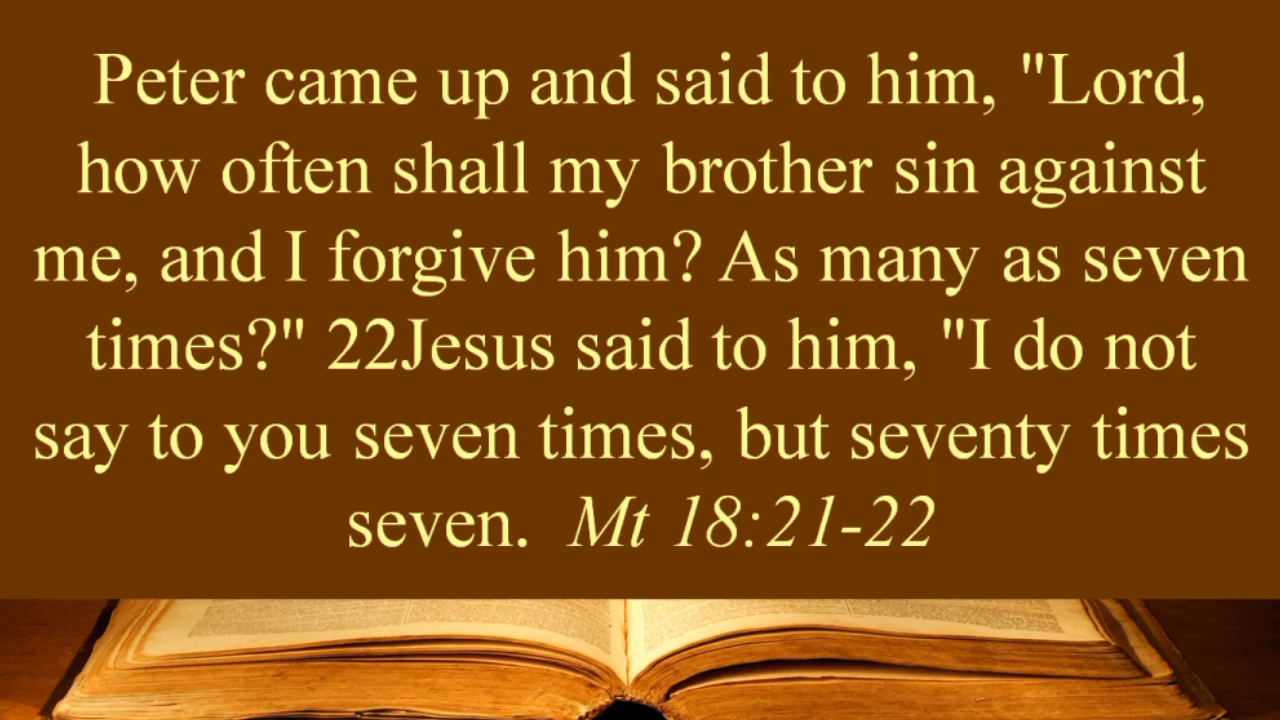 Peter came up and said to him, "Lord,
how often shall my brother sin against
me, and I forgive him? As many as seven
times?" 22Jesus said to him, "I do not
say to you seven times, but seventy times
seven.  Mt 18:21-22